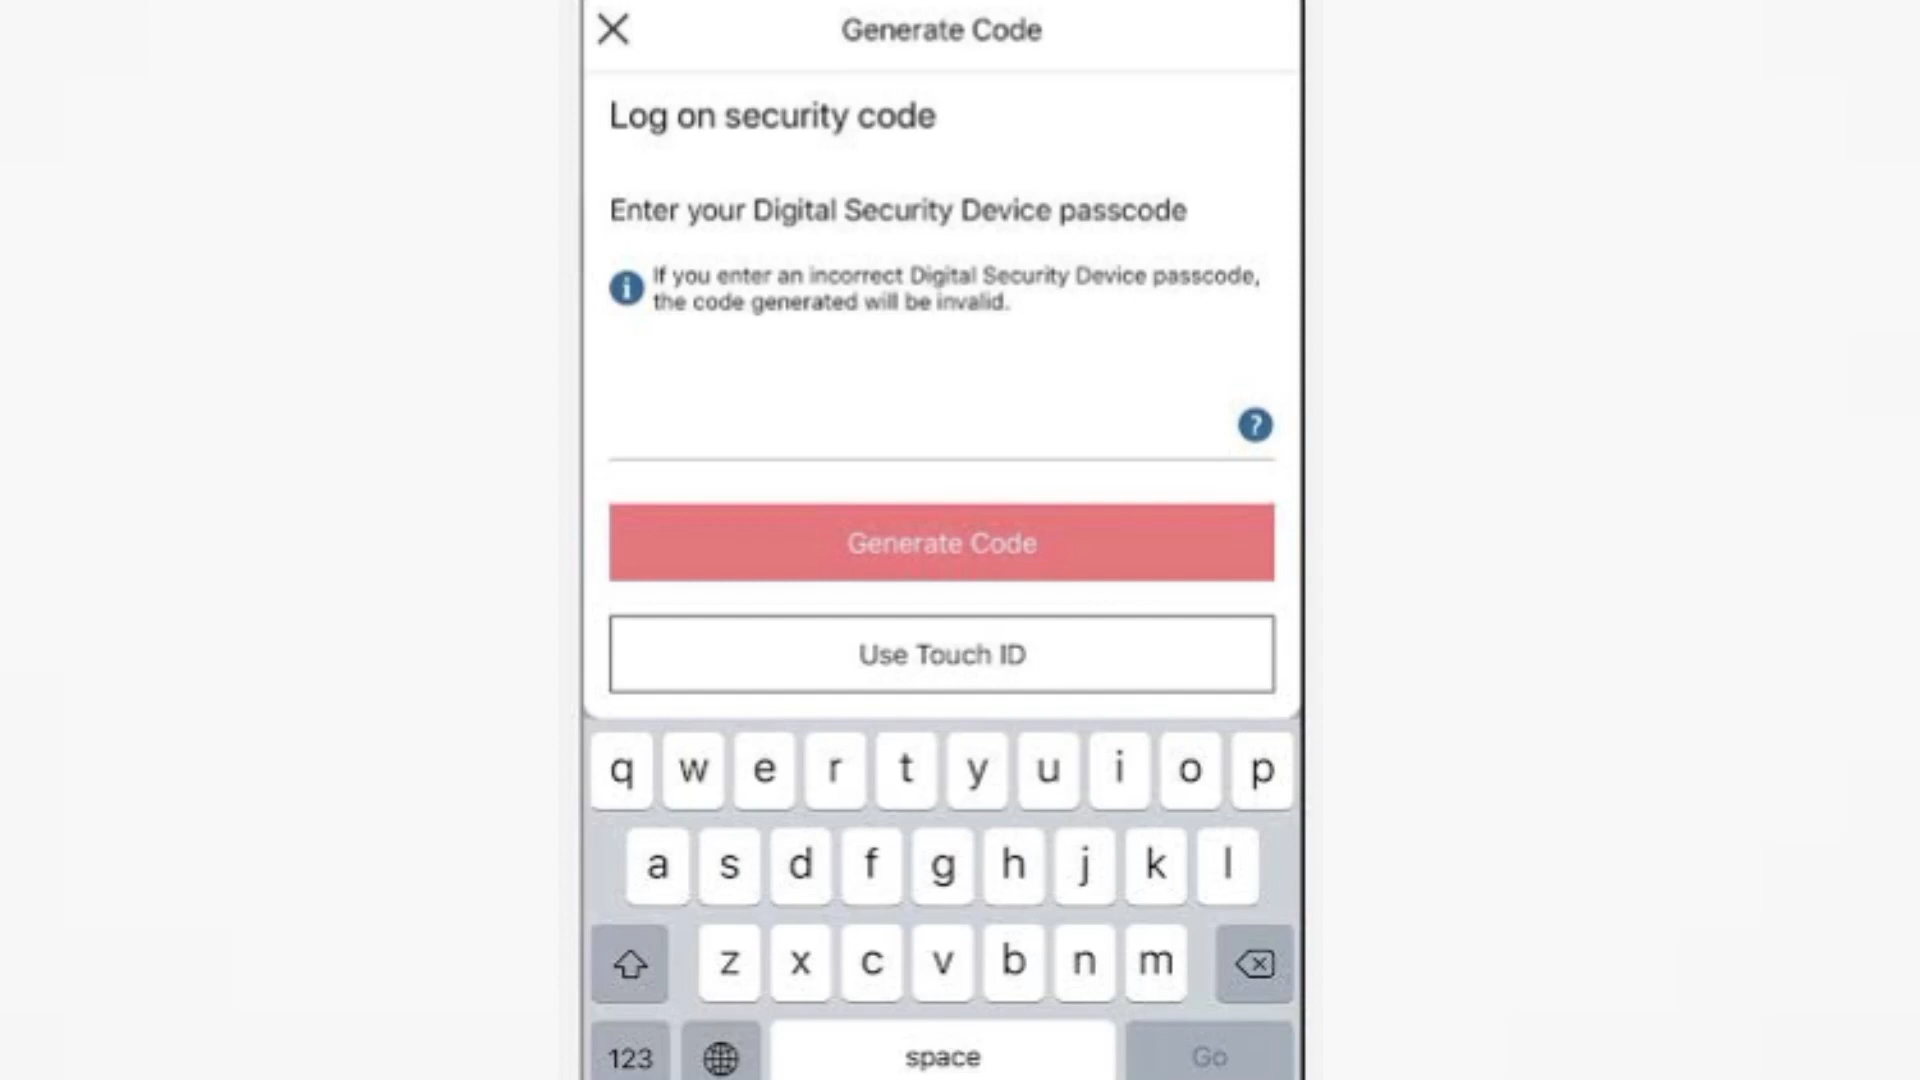 Generate Code
Log on security code
Enter your Digital Security Device passcode
i If you enter an incorrect Digital Security Device passcode,
the code generated will be invalid.
?
Generate Code
Use Touch ID
q w e r t y u i o p
a s d f g h j k l
z x c v b n m
123 space Go